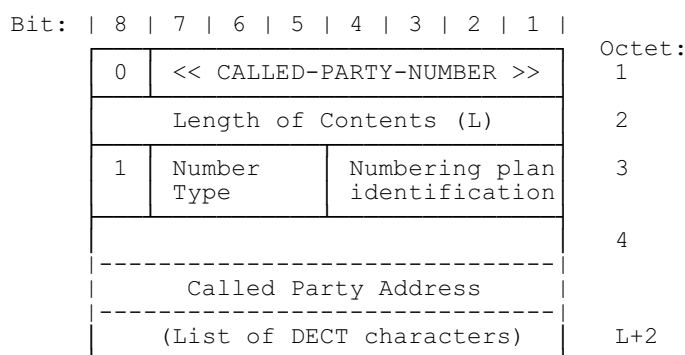 Bit: | 8 | 7 | 6 | 5 | 4 | 3 | 2 | 1 |
Octet:
0 << CALLED-PARTY-NUMBER >> 1
Length of Contents (L) 2
1 Number Numbering plan 3
Type identification
4
Called Party Address
(List of DECT characters) L+2